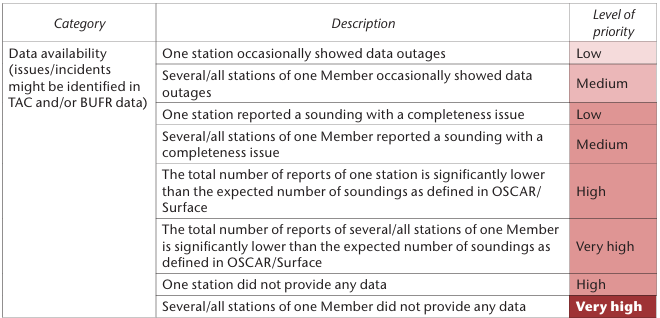 Category Description Level of
priority
Data availability
(issues/incidents
might be identified in
TAC and/or BUFR data)
One station occasionally showed data outages Low
Several/all stations of one Member occasionally showed data
outages Medium
One station reported a sounding with a completeness issue Low
Several/all stations of one Member reported a sounding with a
completeness issue Medium
The total number of reports of one station is significantly lower
than the expected number of soundings as defined in OSCAR/
Surface High
The total number of reports of several/all stations of one Member
is significantly lower than the expected number of soundings as
defined in OSCAR/Surface Very high
One station did not provide any data High
Several/all stations of one Member did not provide any data Very high